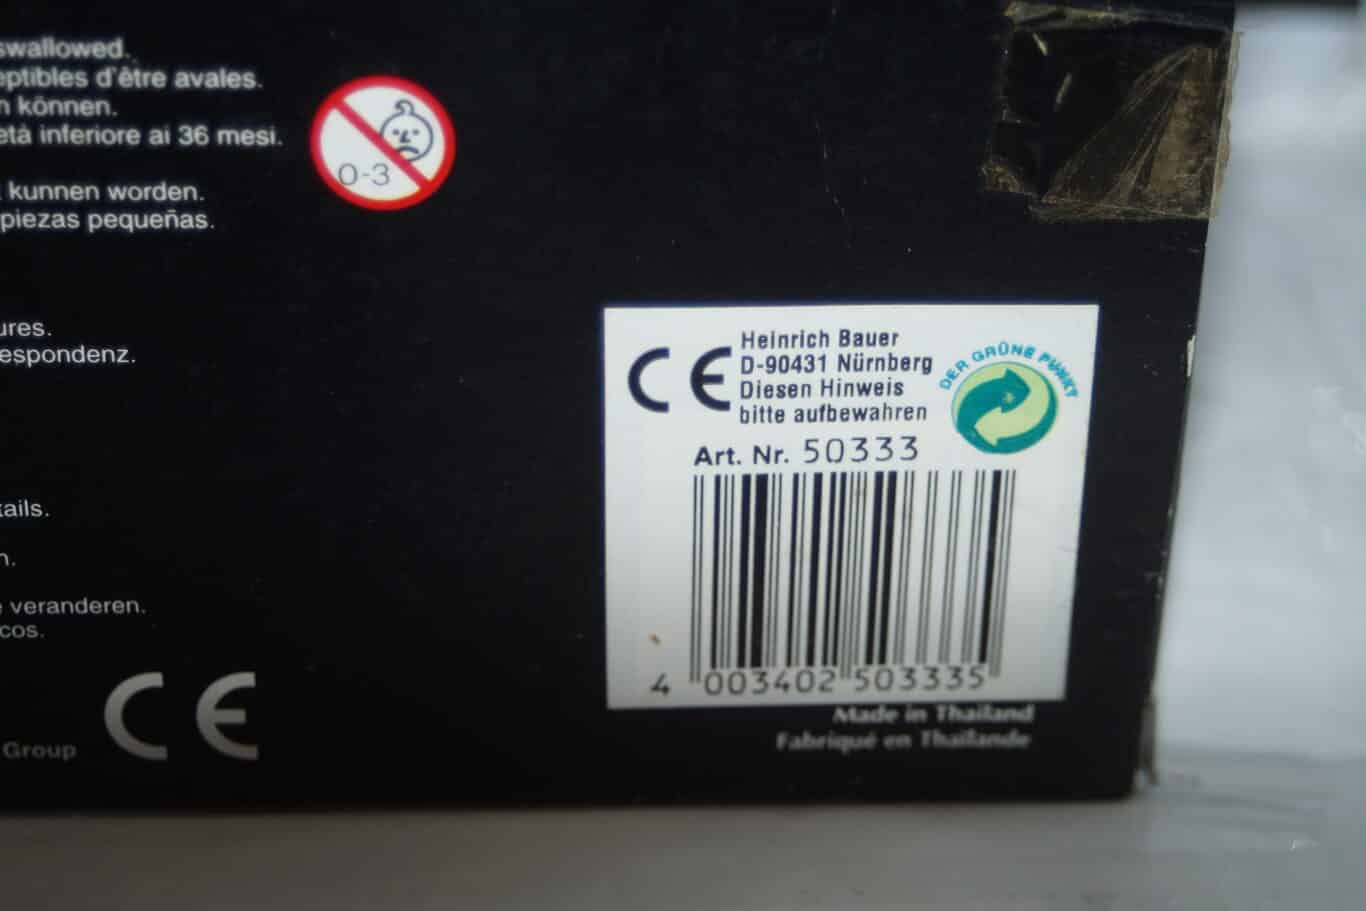 swallowed.
eptibles d'être avales.
n können.
età inferiore ai 36 mesi.
kunnen worden.
piezas pequeñas.
0-3
ures.
espondenz.
tails.
n.
e veranderen.
cos.
Group
CE
CE
Heinrich Bauer
D-90431 Nürnberg
Diesen Hinweis
bitte aufbewahren
DER GRÜNE PUNKT
Art. Nr. 50333
4 003402 503335
Made in Thailand
Fabriqué en Thaïlande